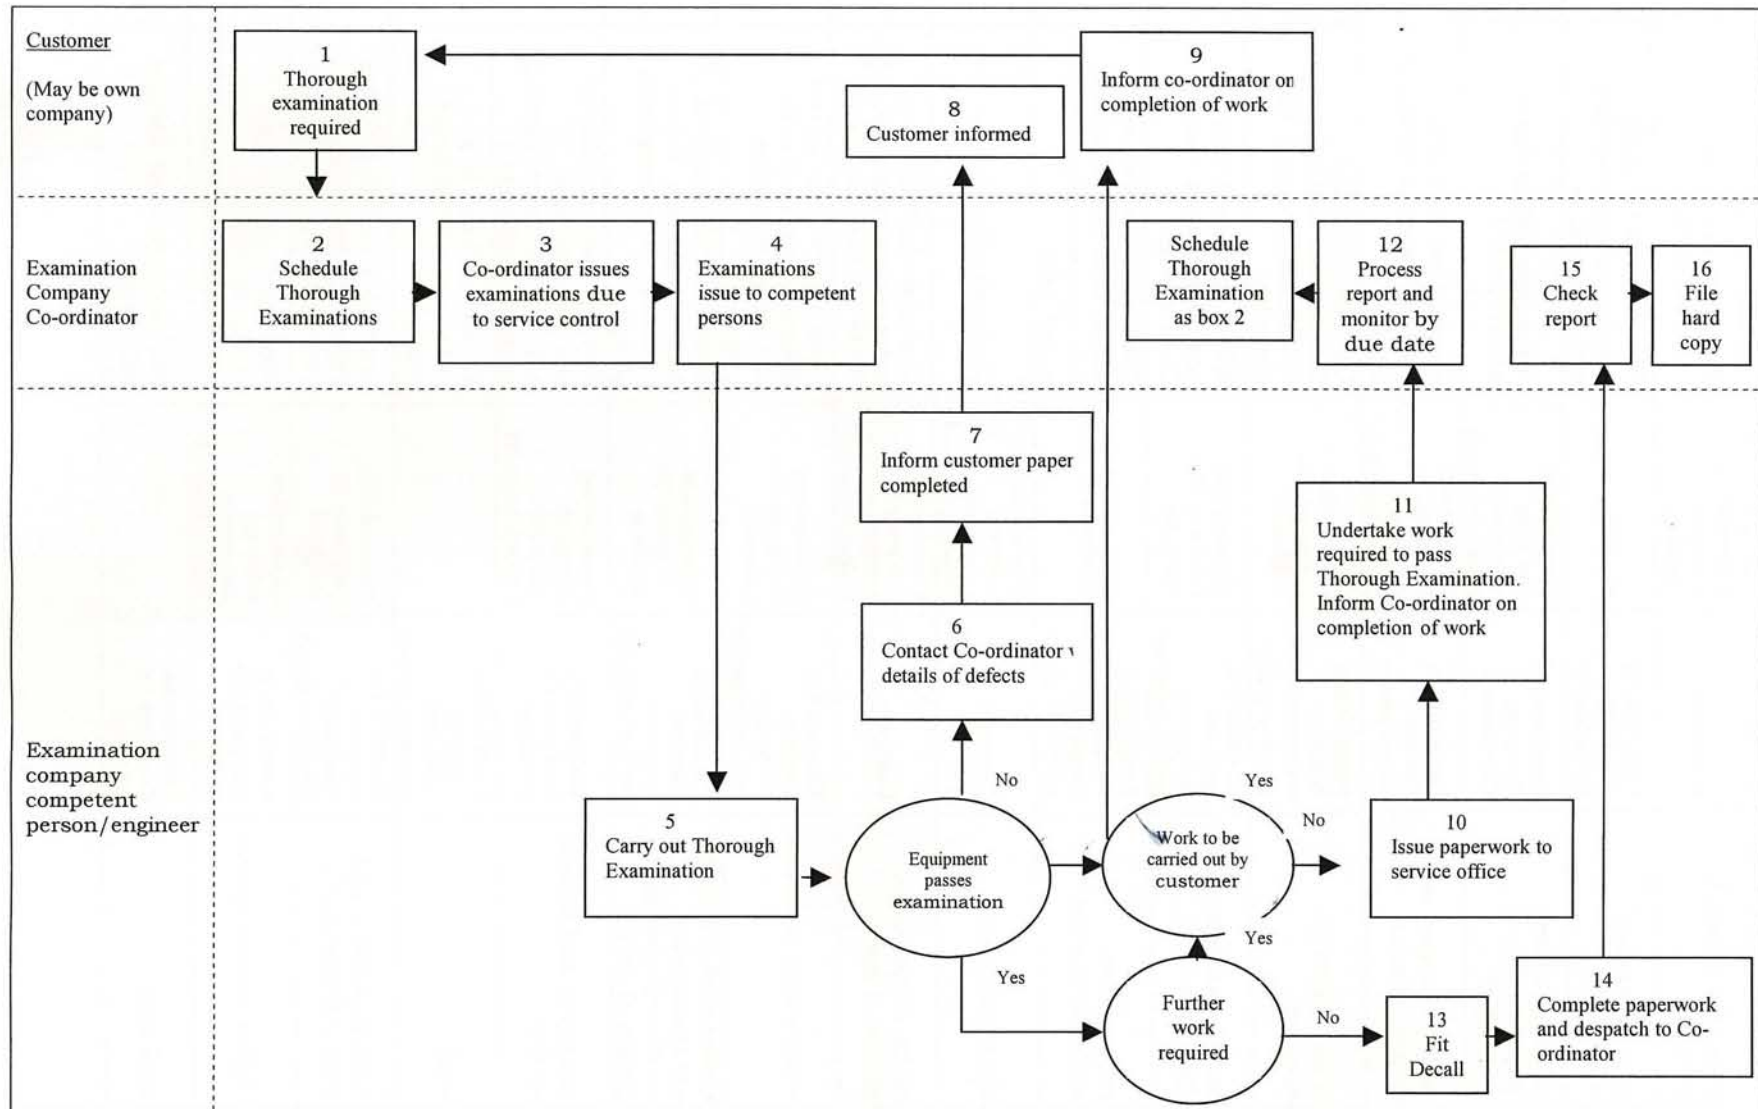 Customer
(May be own
company)
1
Thorough
examination
required
9
Inform co-ordinator on
completion of work
8
Customer informed
Examination
Company
Co-ordinator
2
Schedule
Thorough
Examinations
3
Co-ordinator issues
examinations due
to service control
4
Examinations
issue to competent
persons
Schedule
Thorough
Examination
as box 2
12
Process
report and
monitor by
due date
15
Check
report
16
File
hard
copy
7
Inform customer paper
completed
11
Undertake work
required to pass
Thorough Examination.
Inform Co-ordinator on
completion of work
6
Contact Co-ordinator
details of defects
Examination
company
competent
person/engineer
No
Yes
5
Carry out Thorough
Examination
Equipment
passes
examination
Work to be
carried out by
customer
No
10
Issue paperwork to
service office
Yes
Yes
Further
work
required
No
13
Fit
Decall
14
Complete paperwork
and despatch to Co-
ordinator